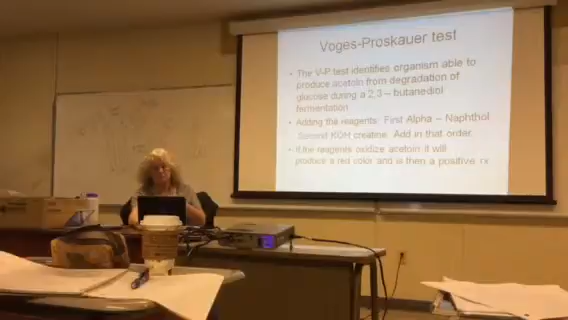 Voges-Proskauer test
• The V-P test identifies organism able to
produce acetoin from degradation of
glucose during a 2,3 – butanediol
fermentation
• Adding the reagents: First Alpha – Naphthol
Second KOH creatine. Add in that order.
• If the reagents oxidize acetoin it will
produce a red color and is then a positive rx